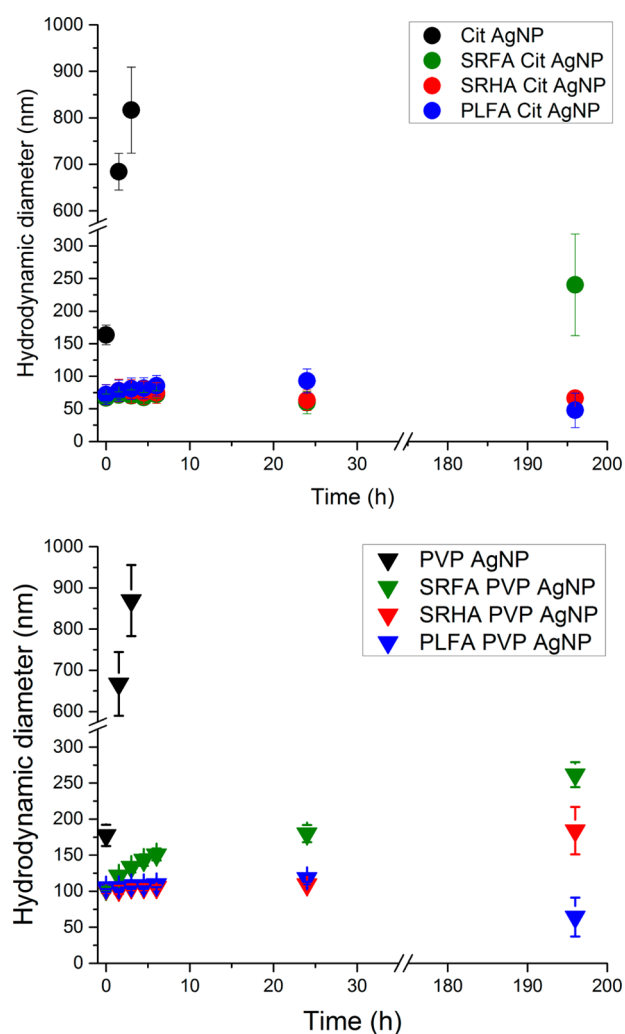 Hydrodynamic diameter (nm)
1000
900
800
700
600
300
250
200
150
100
50
0
Cit AgNP
SRFA Cit AgNP
SRHA Cit AgNP
PLFA Cit AgNP
0 10 20 30 180 190 200
Time (h)
Hydrodynamic diameter (nm)
1000
900
800
700
600
300
250
200
150
100
50
0
PVP AgNP
SRFA PVP AgNP
SRHA PVP AgNP
PLFA PVP AgNP
0 10 20 30 180 190 200
Time (h)